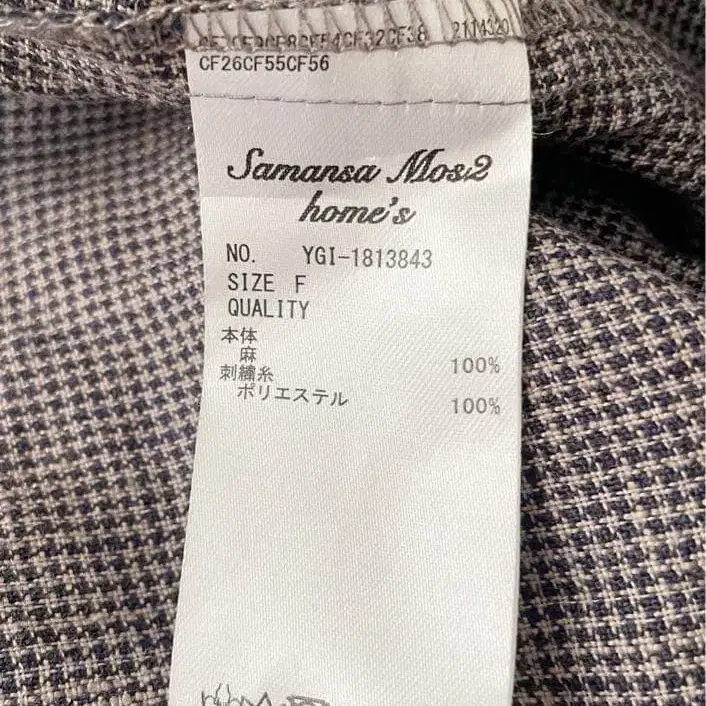 2114320
CF26CF55CF56
Samansa Mos2
home's
NO. YGI-1813843
SIZE F
QUALITY
本体
麻 100%
刺繍糸
ポリエステル 100%